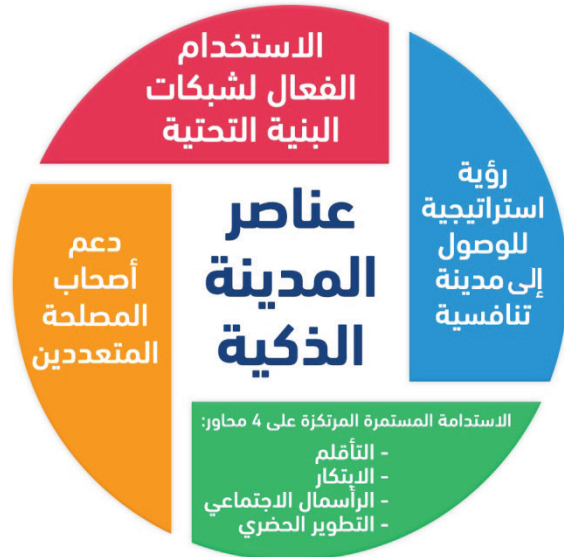 عناصر
المدينة
الذكية
الاستخدام
الفعال لشبكات
البنية التحتية
رؤية
استراتيجية
للوصول
إلى مدينة
تنافسية
الاستدامة المستمرة المرتكزة على 4 محاور:
- التأقلم
- الابتكار
- الرأسمال الاجتماعي
- التطوير الحضري
دعم
أصحاب
المصلحة
المتعددين